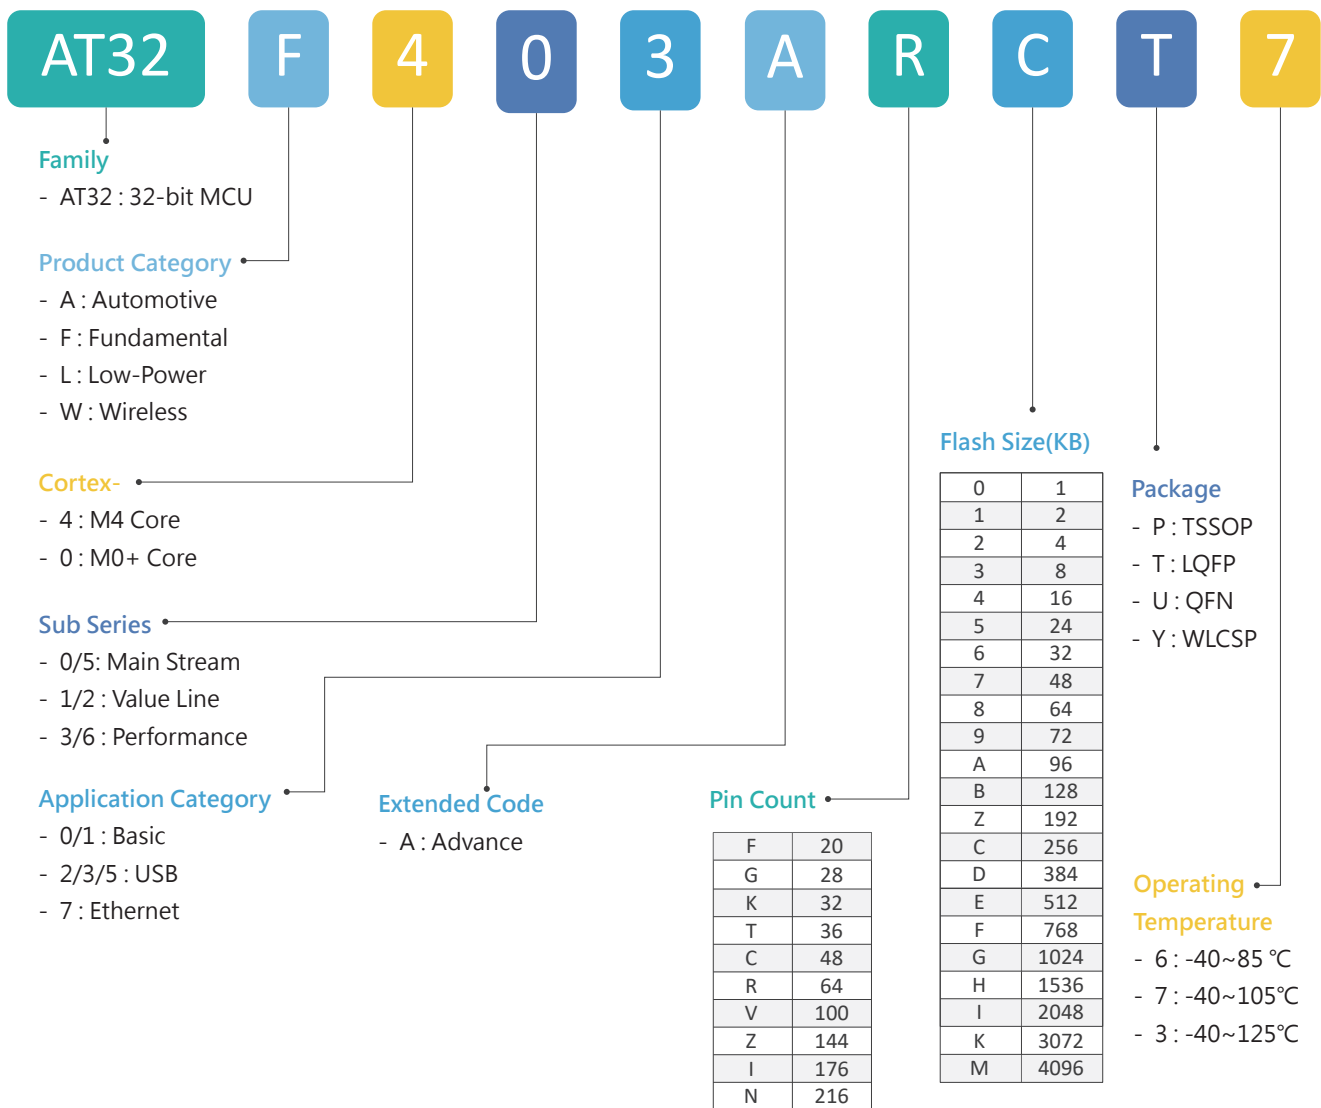 AT32 F 4 0 3 A R C T 7
Family
- AT32 : 32-bit MCU
Product Category
- A : Automotive
- F : Fundamental
- L : Low-Power
- W : Wireless
Cortex-
- 4 : M4 Core
- 0 : M0+ Core
Sub Series
- 0/5: Main Stream
- 1/2 : Value Line
- 3/6 : Performance
Application Category
- 0/1 : Basic
- 2/3/5 : USB
- 7 : Ethernet
Extended Code
- A : Advance
Pin Count
F 20
G 28
K 32
T 36
C 48
R 64
V 100
Z 144
I 176
N 216
Flash Size(KB)
0 1
1 2
2 4
3 8
4 16
5 24
6 32
7 48
8 64
9 72
A 96
B 128
Z 192
C 256
D 384
E 512
F 768
G 1024
H 1536
I 2048
K 3072
M 4096
Package
- P : TSSOP
- T : LQFP
- U : QFN
- Y : WLCSP
Operating
Temperature
- 6 : -40~85 ℃
- 7 : -40~105℃
- 3 : -40~125℃